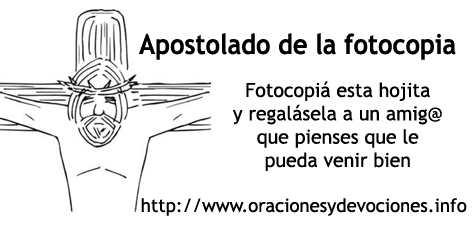 Apostolado de la fotocopia
Fotocopiá esta hojita
y regalásela a un amig@
que pienses que le
pueda venir bien
http://www.oracionesydevociones.info